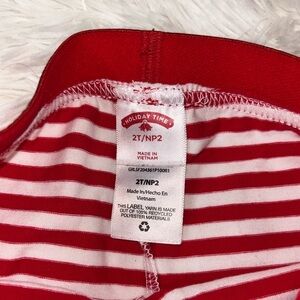 HOLIDAY TIME
2T/NP2
MADE IN
VIETNAM
2T/NP2
Made In/Hecho En
Vietnam
THIS LABEL YARN IS MADE
OUT OF 100% RECYCLED
POLYESTER MATERIALS